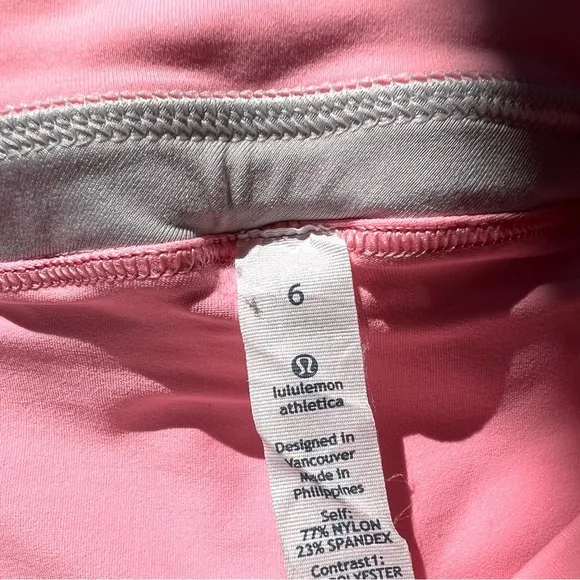 6
lululemon
athletica
Designed in
Vancouver
Made in
Philippines
Self:
77% NYLON
23% SPANDEX
Contrast1: